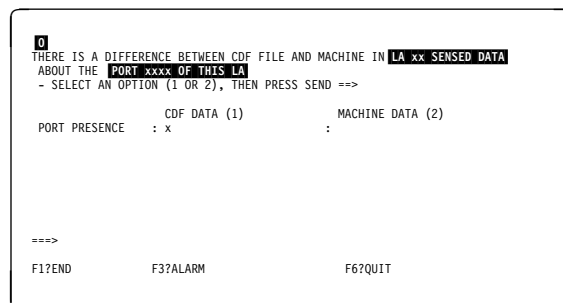 O
THERE IS A DIFFERENCE BETWEEN CDF FILE AND MACHINE IN LA xx SENSED DATA
ABOUT THE PORT xxxx OF THIS LA
- SELECT AN OPTION (1 OR 2), THEN PRESS SEND ==>
CDF DATA (1) MACHINE DATA (2)
PORT PRESENCE : x :
===>
F1?END F3?ALARM F6?QUIT